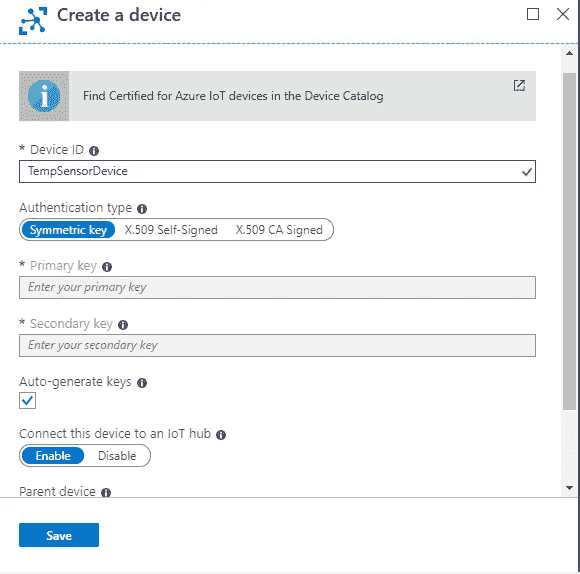 Create a device
Find Certified for Azure IoT devices in the Device Catalog
* Device ID
TempSensorDevice
Authentication type
Symmetric key X.509 Self-Signed X.509 CA Signed
* Primary key
Enter your primary key
* Secondary key
Enter your secondary key
Auto-generate keys
Connect this device to an IoT hub
Enable Disable
Parent device
Save